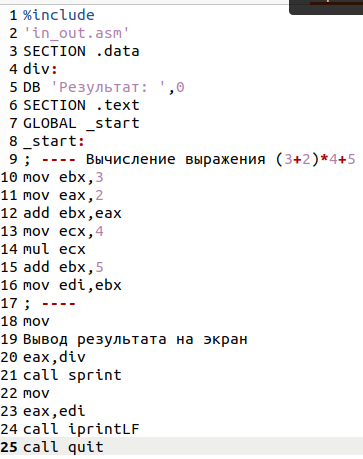 1 %include
2 'in_out.asm'
3 SECTION .data
4 div:
5 DB 'Результат: ',0
6 SECTION .text
7 GLOBAL _start
8 _start:
9 ; ---- Вычисление выражения (3+2)*4+5
10 mov ebx,3
11 mov eax,2
12 add ebx,eax
13 mov ecx,4
14 mul ecx
15 add ebx,5
16 mov edi,ebx
17 ; ----
18 mov
19 Вывод результата на экран
20 eax,div
21 call sprint
22 mov
23 eax,edi
24 call iprintLF
25 call quit